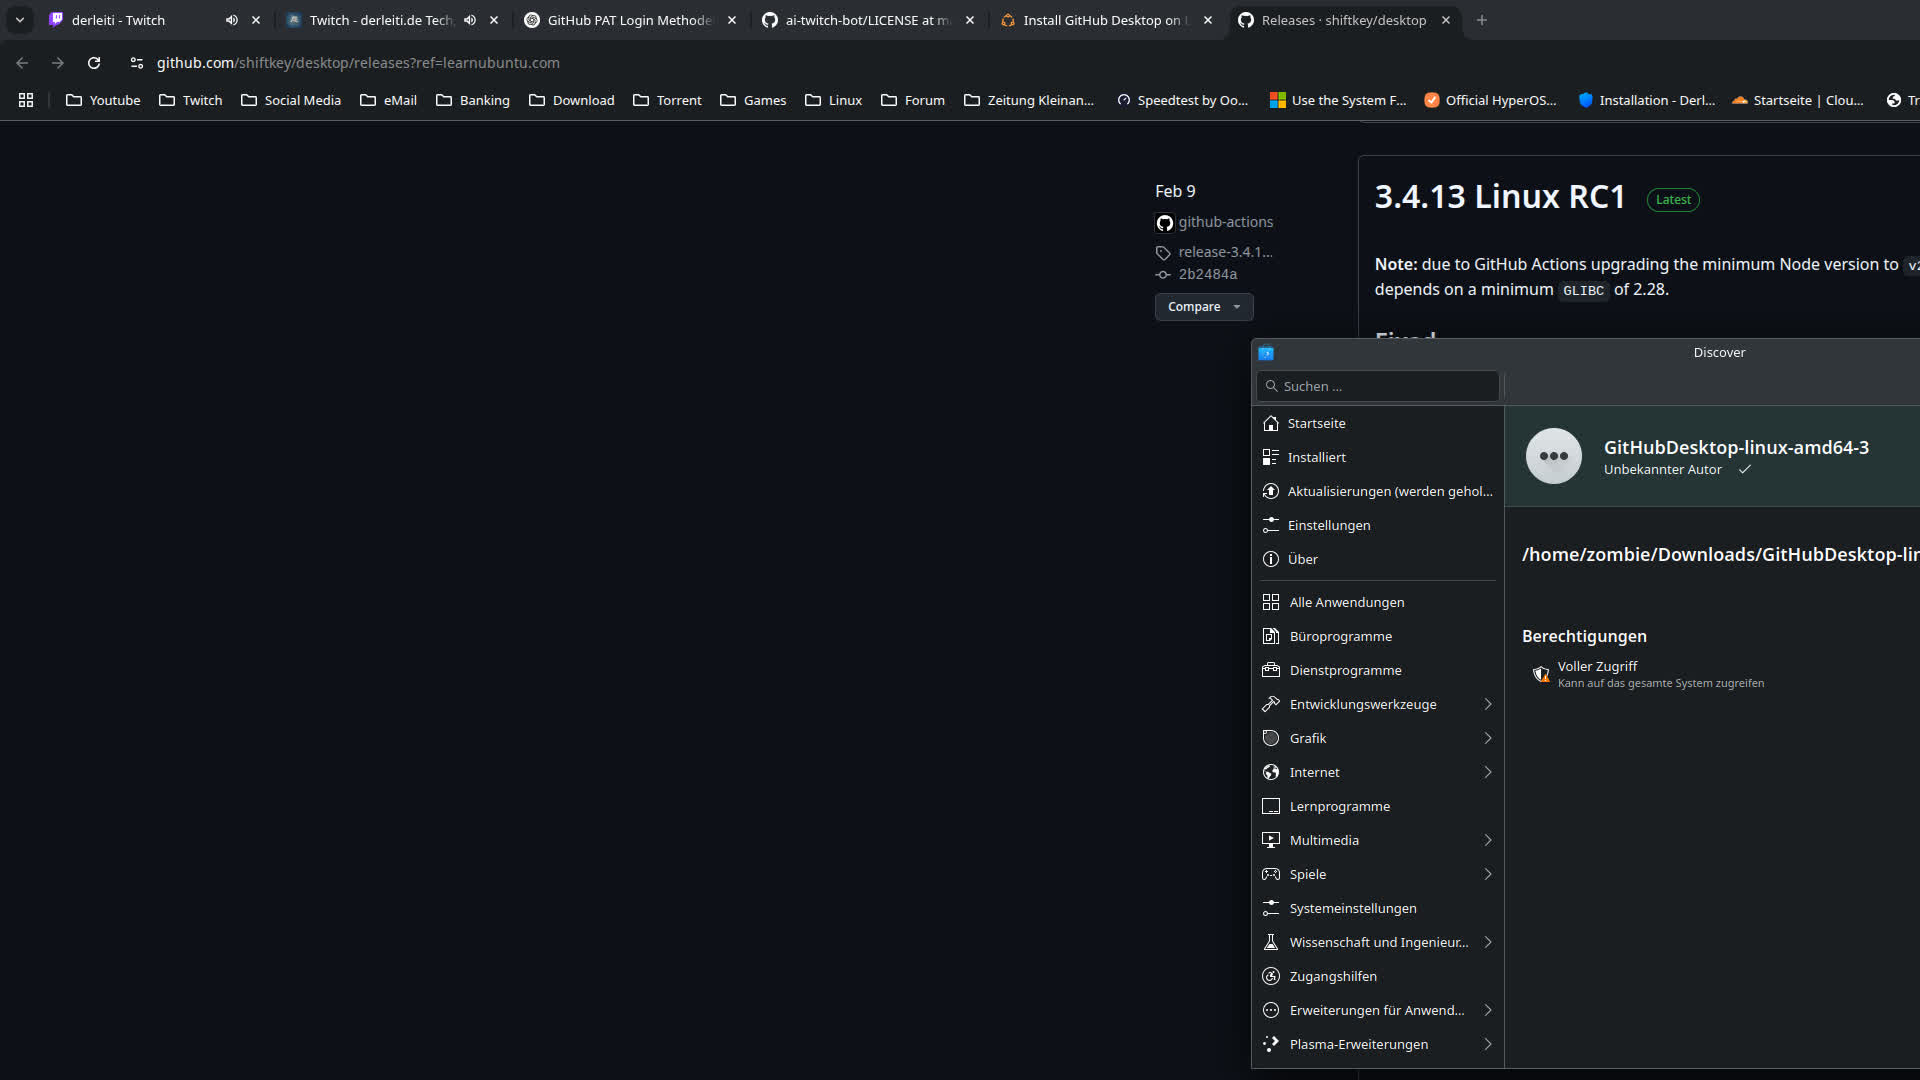 derleiti - Twitch
Twitch - derleiti.de Tech
GitHub PAT Login Methode
ai-twitch-bot/LICENSE at m
Install GitHub Desktop on
Releases · shiftkey/desktop
github.com/shiftkey/desktop/releases?ref=learnubuntu.com
Youtube
Twitch
Social Media
eMail
Banking
Download
Torrent
Games
Linux
Forum
Zeitung Kleinan...
Speedtest by Oo...
Use the System F...
Official HyperOS...
Installation - Derl...
Startseite | Clou...
Tr
Feb 9
github-actions
release-3.4.1...
2b2484a
Compare
3.4.13 Linux RC1
Latest
Note: due to GitHub Actions upgrading the minimum Node version to
depends on a minimum GLIBC of 2.28.
Fixed
Discover
Suchen ...
Startseite
Installiert
Aktualisierungen (werden gehol...
Einstellungen
Über
Alle Anwendungen
Büroprogramme
Dienstprogramme
Entwicklungswerkzeuge
Grafik
Internet
Lernprogramme
Multimedia
Spiele
Systemeinstellungen
Wissenschaft und Ingenieur...
Zugangshilfen
Erweiterungen für Anwend...
Plasma-Erweiterungen
GitHubDesktop-linux-amd64-3
Unbekannter Autor
/home/zombie/Downloads/GitHubDesktop-lin
Berechtigungen
Voller Zugriff
Kann auf das gesamte System zugreifen